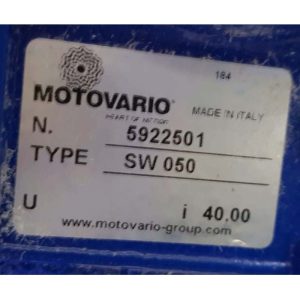 184
MOTOVARIO®
HEART OF MOTION
MADE IN ITALY
N. 5922501
TYPE SW 050
U i 40,00
www.motovario-group.com